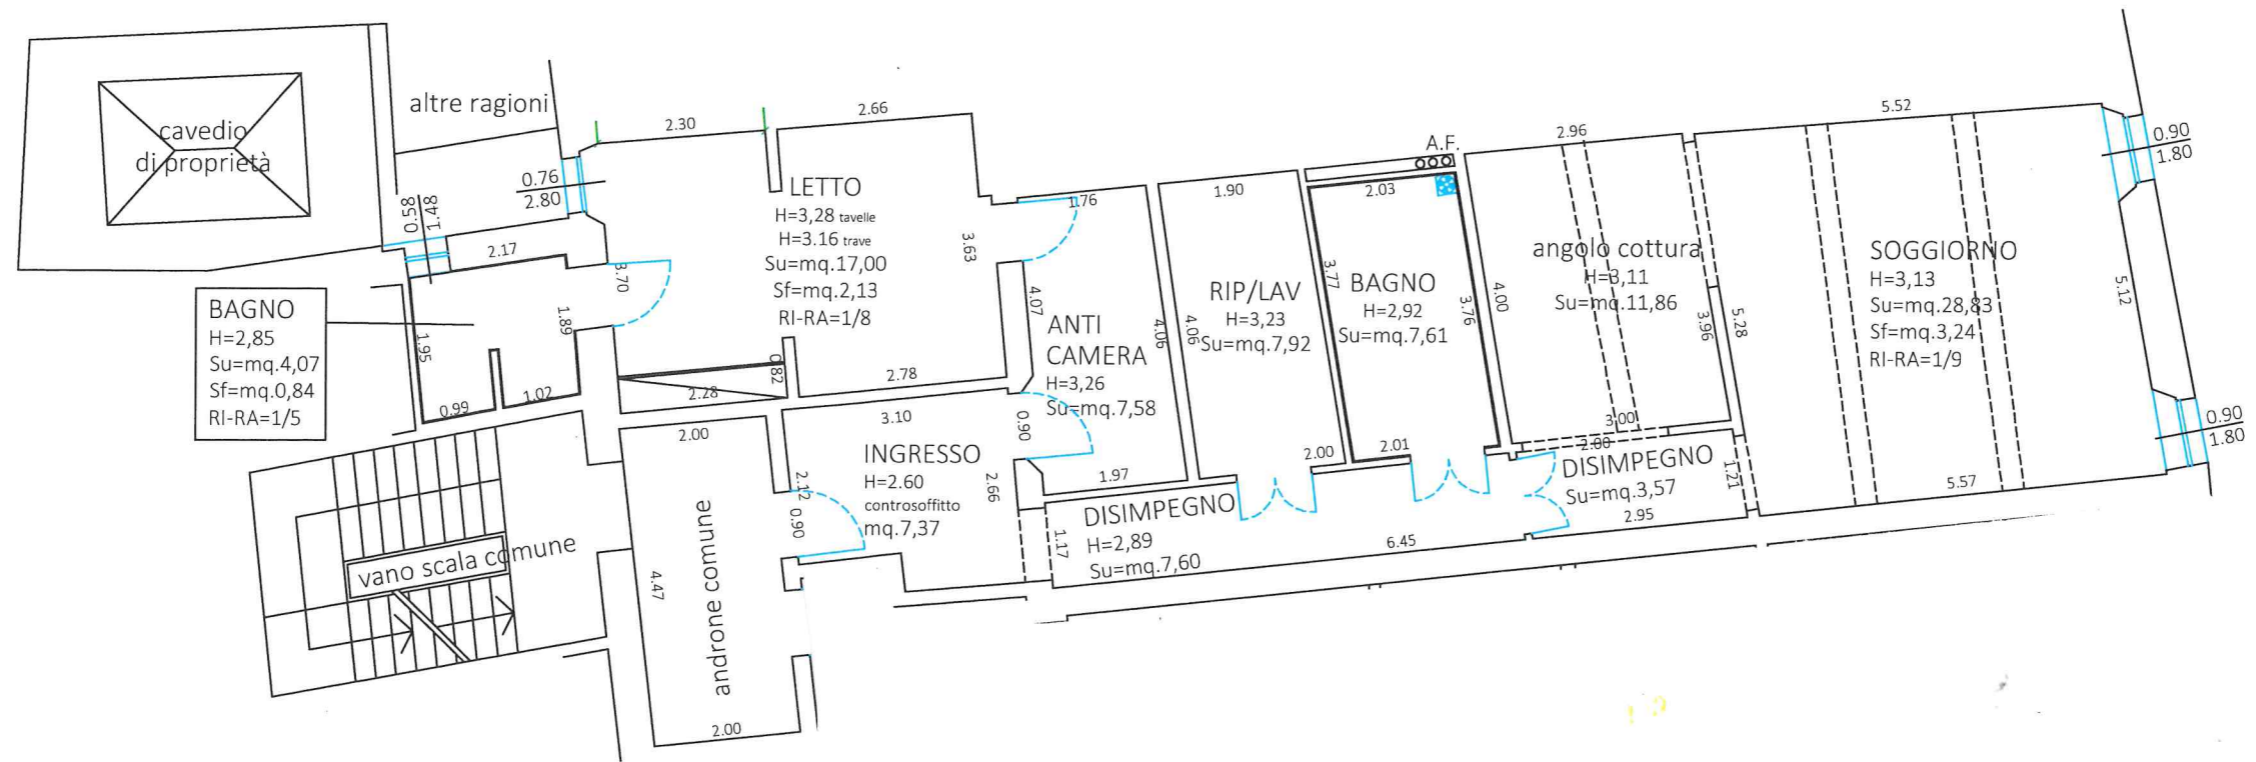 altre ragioni
cavedio
di proprietà
0.76
2.80
0.58
1.48
2.30
2.66
LETTO
H=3,28 tavelle
H=3.16 trave
Su=mq.17,00
Sf=mq.2,13
RI-RA=1/8
3.63
3.70
2.17
1.89
1.95
0.99
1.02
BAGNO
H=2,85
Su=mq.4,07
Sf=mq.0,84
RI-RA=1/5
0.82
2.28
2.78
1.76
4.07
4.06
ANTI
CAMERA
H=3,26
Su=mq.7,58
1.97
1.90
4.06
RIP/LAV
H=3,23
Su=mq.7,92
3.77
2.00
A.F.
2.03
BAGNO
H=2,92
Su=mq.7,61
3.76
2.01
2.96
4.00
angolo cottura
H=3,11
Su=mq.11,86
3.96
3.00
2.00
5.52
5.28
SOGGIORNO
H=3,13
Su=mq.28,83
Sf=mq.3,24
RI-RA=1/9
5.12
5.57
0.90
1.80
0.90
1.80
DISIMPEGNO
Su=mq.3,57
1.21
2.95
3.10
0.90
INGRESSO
H=2.60
controsoffitto
mq.7,37
2.66
2.12
0.90
DISIMPEGNO
H=2,89
Su=mq.7,60
1.17
6.45
2.00
androne comune
4.47
2.00
vano scala comune